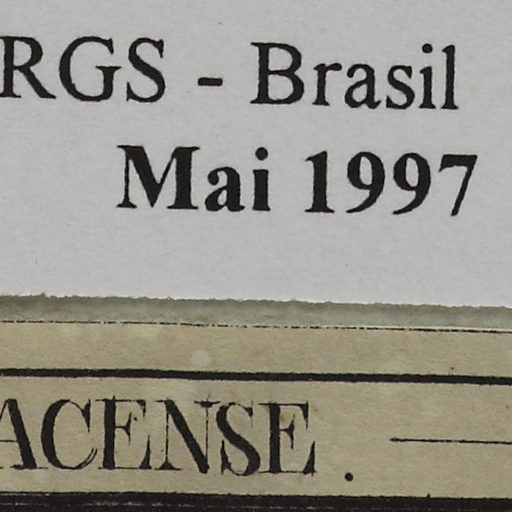 RGS - Brasil
Mai 1997
ACENSE.